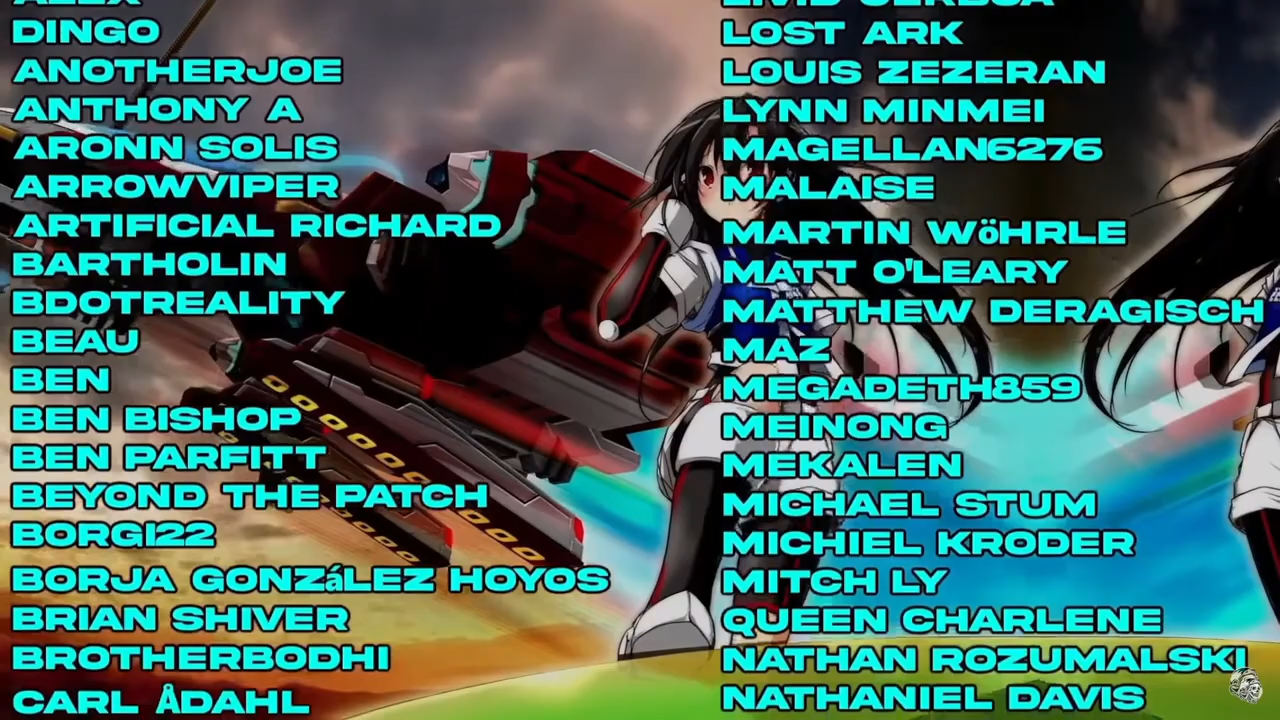 ALEX
DINGO
ANOTHERJOE
ANTHONY A
ARONN SOLIS
ARROWVIPER
ARTIFICIAL RICHARD
BARTHOLIN
BDOTREALITY
BEAU
BEN
BEN BISHOP
BEN PARFITT
BEYOND THE PATCH
BORGI22
BORJA GONZáLEZ HOYOS
BRIAN SHIVER
BROTHERBODHI
CARL ÅDAHL
LIVID JERBOA
LOST ARK
LOUIS ZEZERAN
LYNN MINMEI
MAGELLAN6276
MALAISE
MARTIN WöHRLE
MATT O'LEARY
MATTHEW DERAGISCH
MAZ
MEGADETH859
MEINONG
MEKALEN
MICHAEL STUM
MICHIEL KRODER
MITCH LY
QUEEN CHARLENE
NATHAN ROZUMALSKI
NATHANIEL DAVIS